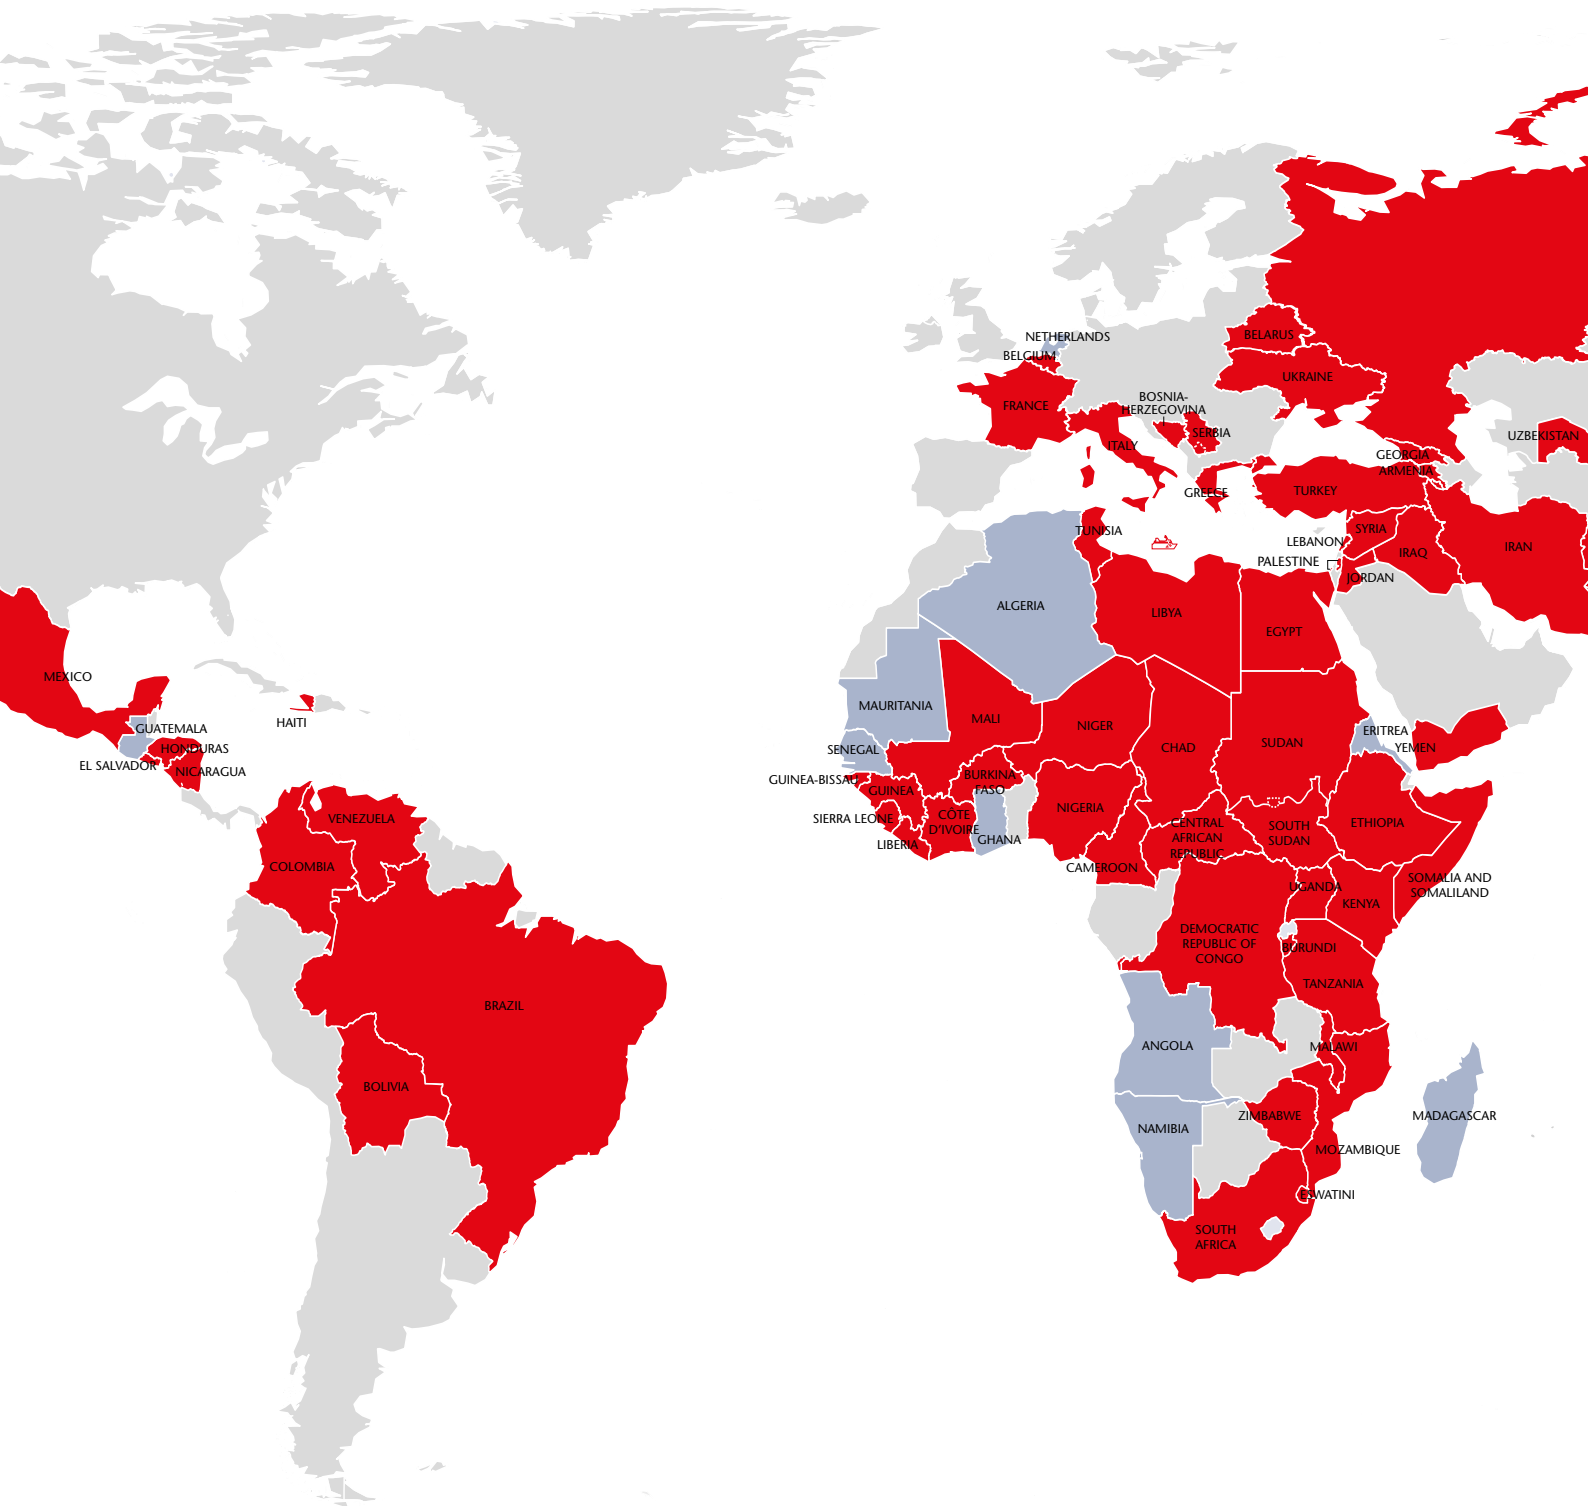 NETHERLANDS
BELGIUM
BELARUS
UKRAINE
FRANCE
BOSNIA-
HERZEGOVINA
SERBIA
ITALY
GREECE
UZBEKISTAN
GEORGIA
ARMENIA
TURKEY
TUNISIA
SYRIA
LEBANON
IRAQ
IRAN
PALESTINE
JORDAN
ALGERIA
LIBYA
EGYPT
MEXICO
HAITI
GUATEMALA
HONDURAS
EL SALVADOR
NICARAGUA
MAURITANIA
MALI
NIGER
CHAD
SUDAN
ERITREA
YEMEN
SENEGAL
GUINEA-BISSAU
GUINEA
BURKINA
FASO
SIERRA LEONE
CÔTE
D'IVOIRE
LIBERIA
GHANA
NIGERIA
CAMEROON
CENTRAL
AFRICAN
REPUBLIC
SOUTH
SUDAN
ETHIOPIA
VENEZUELA
COLOMBIA
UGANDA
KENYA
SOMALIA AND
SOMALILAND
DEMOCRATIC
REPUBLIC OF
CONGO
BURUNDI
TANZANIA
BRAZIL
BOLIVIA
ANGOLA
MALAWI
ZIMBABWE
NAMIBIA
MADAGASCAR
MOZAMBIQUE
ESWATINI
SOUTH
AFRICA